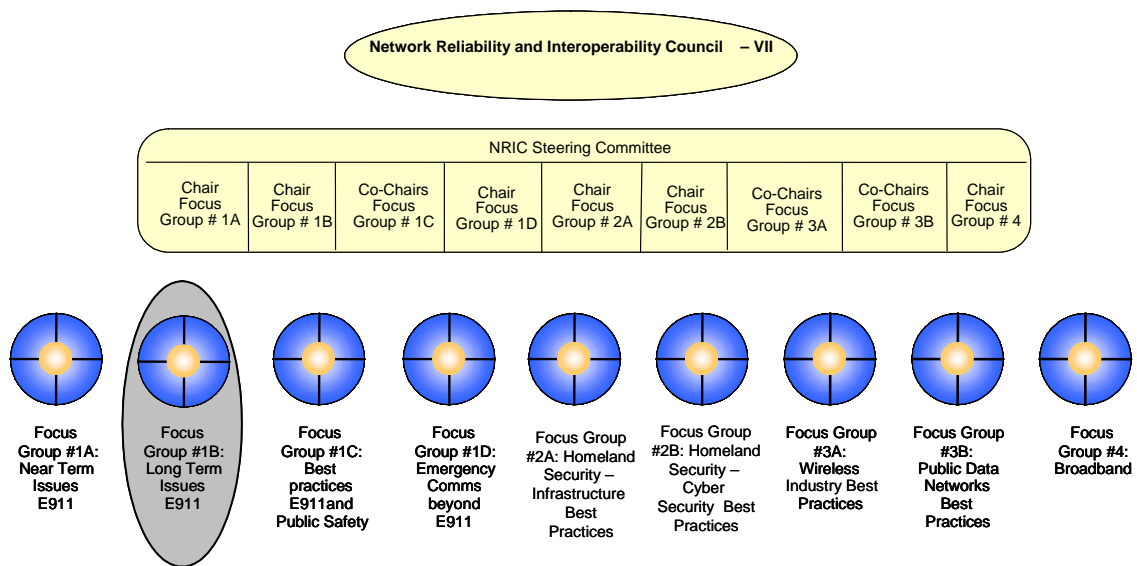 Network Reliability and Interoperability Council – VII
NRIC Steering Committee
Chair
Focus
Group # 1A
Chair
Focus
Group # 1B
Co-Chairs
Focus
Group # 1C
Chair
Focus
Group # 1D
Chair
Focus
Group # 2A
Chair
Focus
Group # 2B
Co-Chairs
Focus
Group # 3A
Co-Chairs
Focus
Group # 3B
Chair
Focus
Group # 4
Focus
Group #1A:
Near Term
Issues
E911
Focus
Group #1B:
Long Term
Issues
E911
Focus
Group #1C:
Best
practices
E911and
Public Safety
Focus
Group #1D:
Emergency
Comms
beyond
E911
Focus Group
#2A: Homeland
Security –
Infrastructure
Best
Practices
Focus Group
#2B: Homeland
Security –
Cyber
Security Best
Practices
Focus Group
#3A:
Wireless
Industry Best
Practices
Focus Group
#3B:
Public Data
Networks
Best
Practices
Focus
Group #4:
Broadband